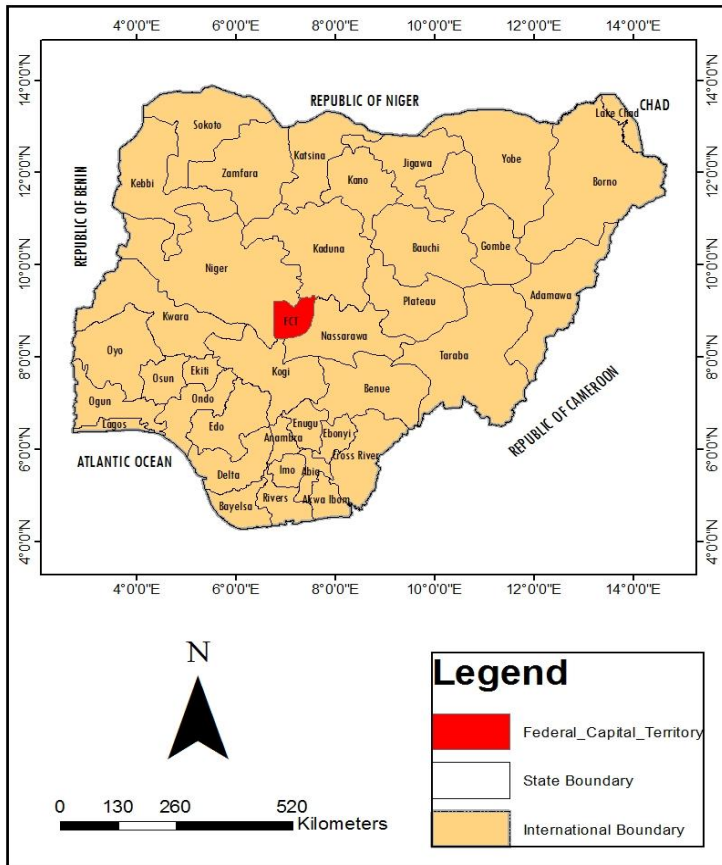 4°0'0"E 6°0'0"E 8°0'0"E 10°0'0"E 12°0'0"E 14°0'0"E
14°0'0"N 14°0'0"N
REPUBLIC OF NIGER
CHAD
Lake Chad
Sokoto
Katsina
Jigawa
Yobe
12°0'0"N 12°0'0"N
Kebbi
Zamfara
Kano
Borno
REPUBLIC OF BENIN
10°0'0"N 10°0'0"N
Niger
Kaduna
Bauchi
Gombe
Adamawa
Plateau
Kwara
FCT
Nassarawa
8°0'0"N 8°0'0"N
Oyo
Osun
Ekiti
Kogi
Taraba
Benue
Ogun
Ondo
Lagos
Edo
Enugu
Ebonyi
Anambra
REPUBLIC OF CAMEROON
6°0'0"N 6°0'0"N
ATLANTIC OCEAN
Cross River
Delta
Imo
Abia
Bayelsa
Rivers
Akwa Ibom
4°0'0"N 4°0'0"N
4°0'0"E 6°0'0"E 8°0'0"E 10°0'0"E 12°0'0"E 14°0'0"E
N
0 130 260 520
Kilometers
Legend
Federal_Capital_Territory
State Boundary
International Boundary